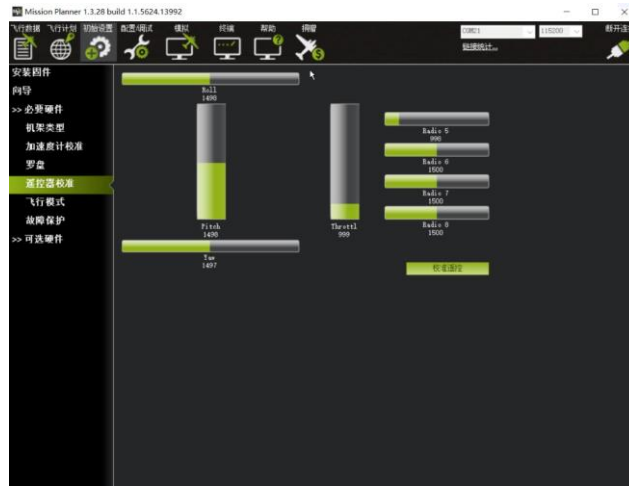 Mission Planner 1.3.28 build 1.1.5624.13992
飞行数据 飞行计划 初始设置 配置/调试 模拟 终端 帮助 捐赠
COM21 115200 断开连
链接统计...
安装固件
向导
>> 必要硬件
机架类型
加速度计校准
罗盘
遥控器校准
飞行模式
故障保护
>> 可选硬件
Roll
1498
Pitch
1498
Throttl
999
Yaw
1497
Radio 5
998
Radio 6
1500
Radio 7
1500
Radio 8
1500
校准遥控